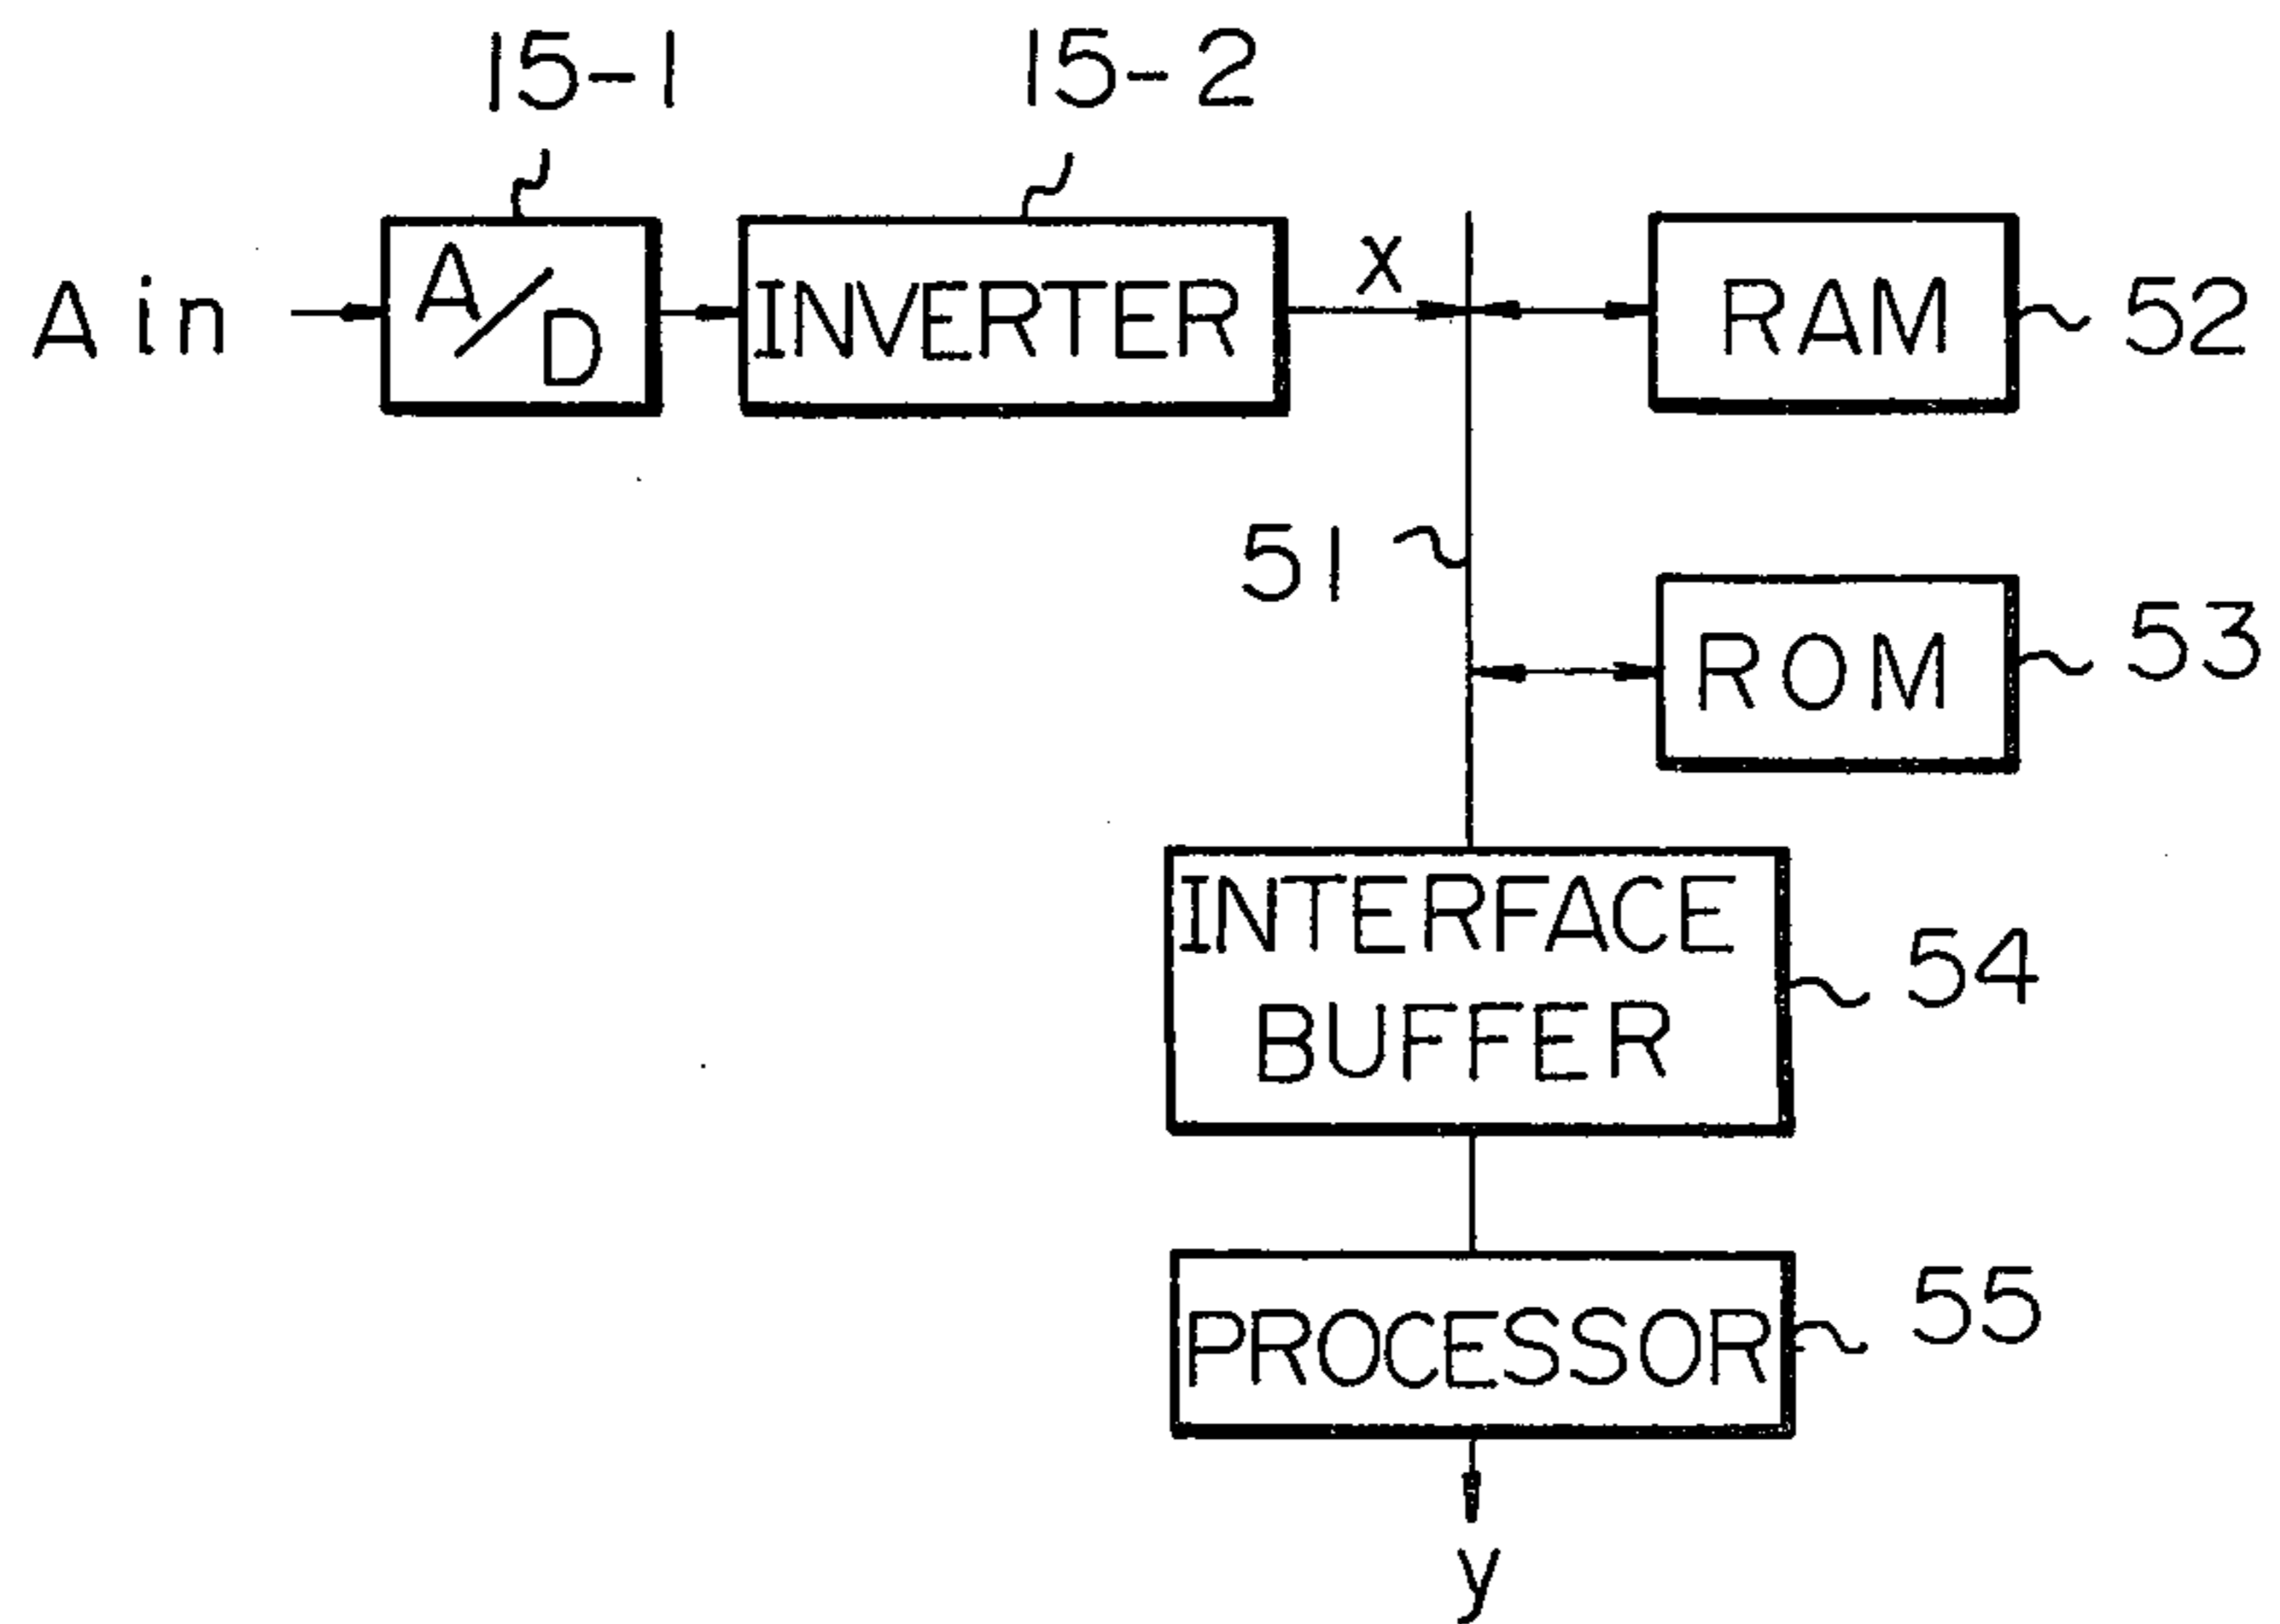 15-1
15-2
A in
A/D
INVERTER
x
RAM
52
51
ROM
53
INTERFACE
BUFFER
54
PROCESSOR
55
y